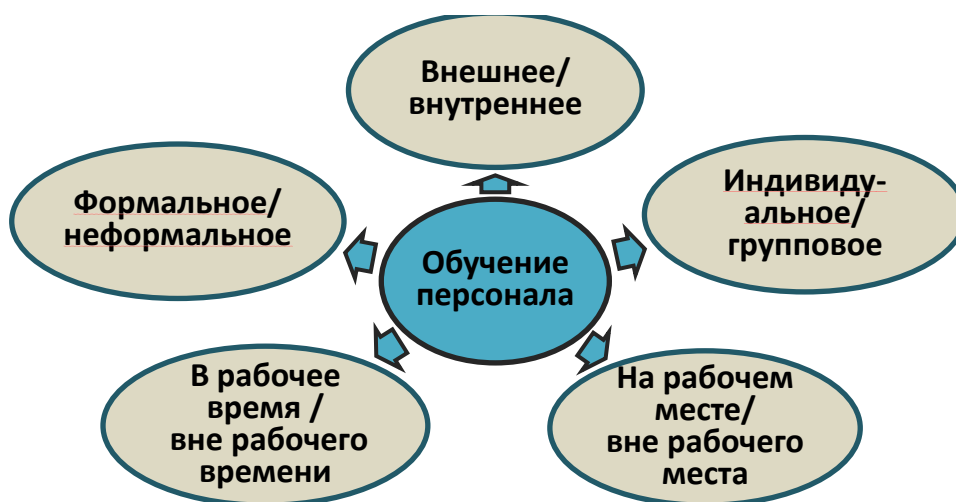 Внешнее/
внутреннее
Формальное/
неформальное
Индивиду-
альное/
групповое
Обучение
персонала
В рабочее
время /
вне рабочего
времени
На рабочем
месте/
вне рабочего
места